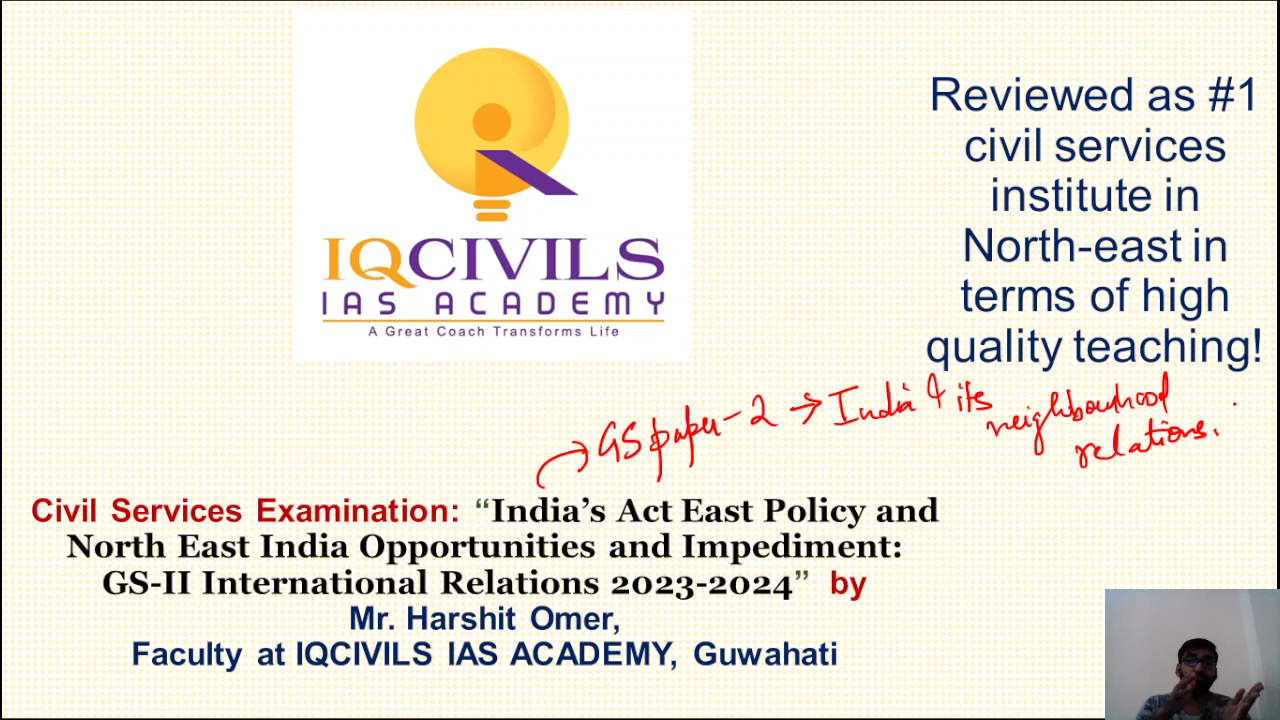 IQCIVILS
IAS ACADEMY
A Great Coach Transforms Life
Reviewed as #1
civil services
institute in
North-east in
terms of high
quality teaching!
GS paper-2 → India & its
neighbourhood
relations.
Civil Services Examination: “India’s Act East Policy and
North East India Opportunities and Impediment:
GS-II International Relations 2023-2024” by
Mr. Harshit Omer,
Faculty at IQCIVILS IAS ACADEMY, Guwahati